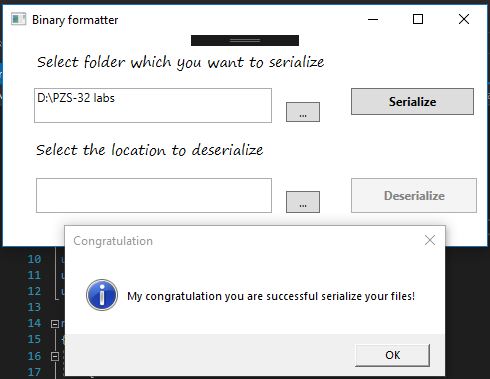 Binary formatter
Select folder which you want to serialize
D:\PZS-32 labs
...
Serialize
Select the location to deserialize
...
Deserialize
Congratulation
My congratulation you are successful serialize your files!
OK
10
11
12
13
14
15
16
17